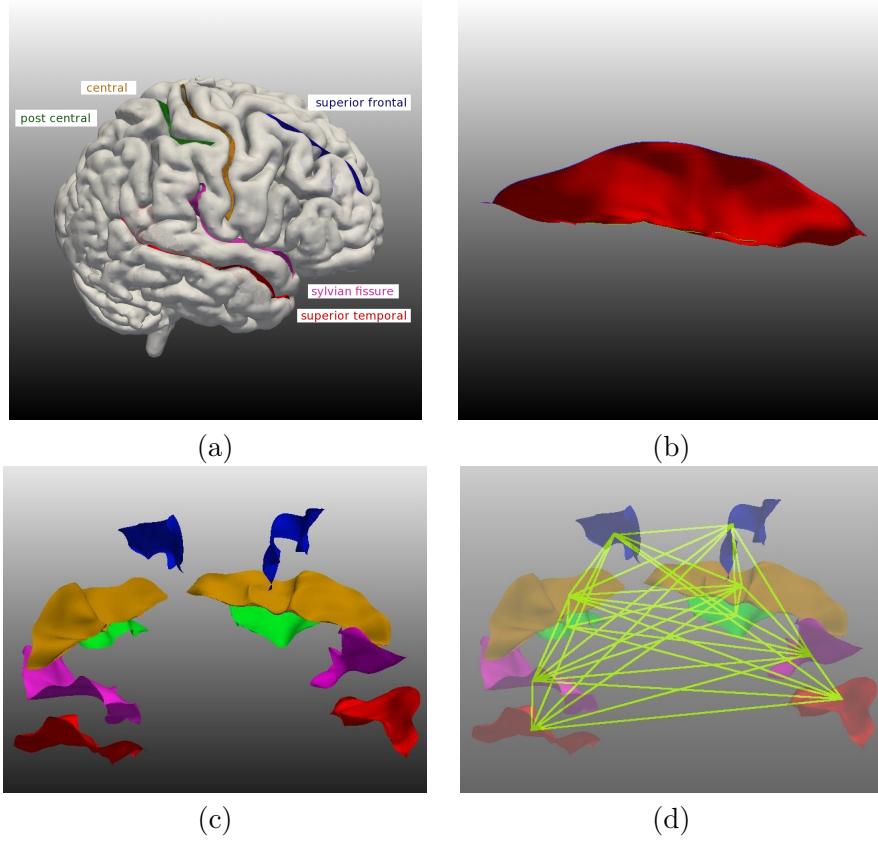 central
superior frontal
post central
sylvian fissure
superior temporal
(a)
(b)
(c)
(d)